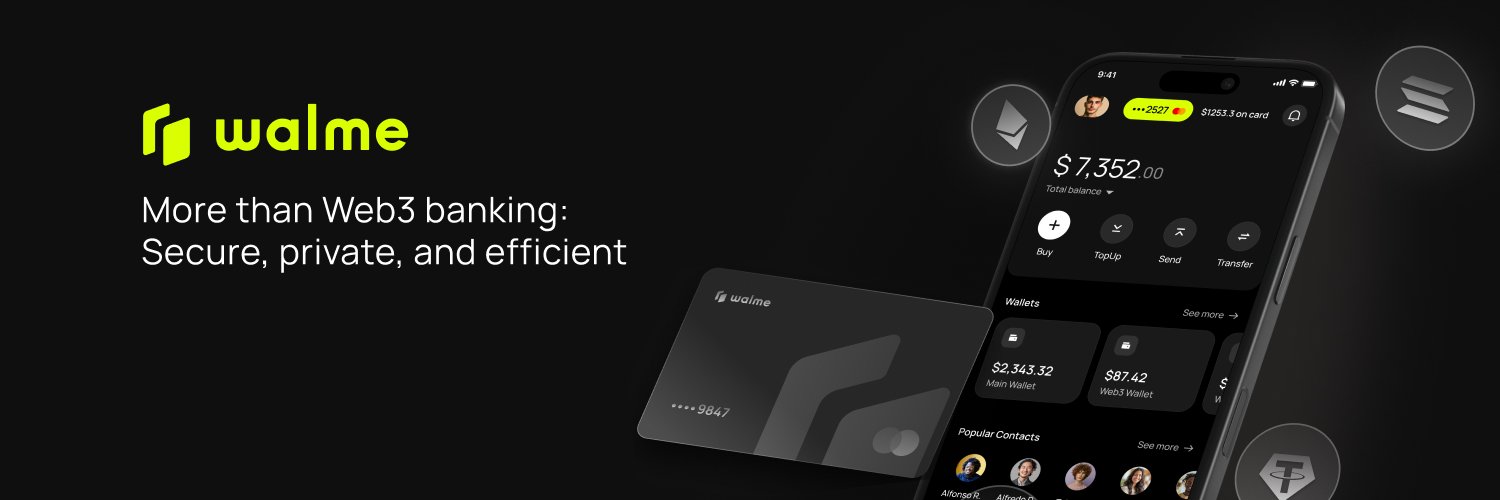 walme
More than Web3 banking:
Secure, private, and efficient
walme
••••9847
9:41
•••2527
$1253.3 on card
$7,352.00
Total balance
Buy
TopUp
Send
Transfer
Wallets
See more →
$2,343.32
Main Wallet
$87.42
Web3 Wallet
$
W
Popular Contacts
See more →
Alfonso R.
Alfredo D.